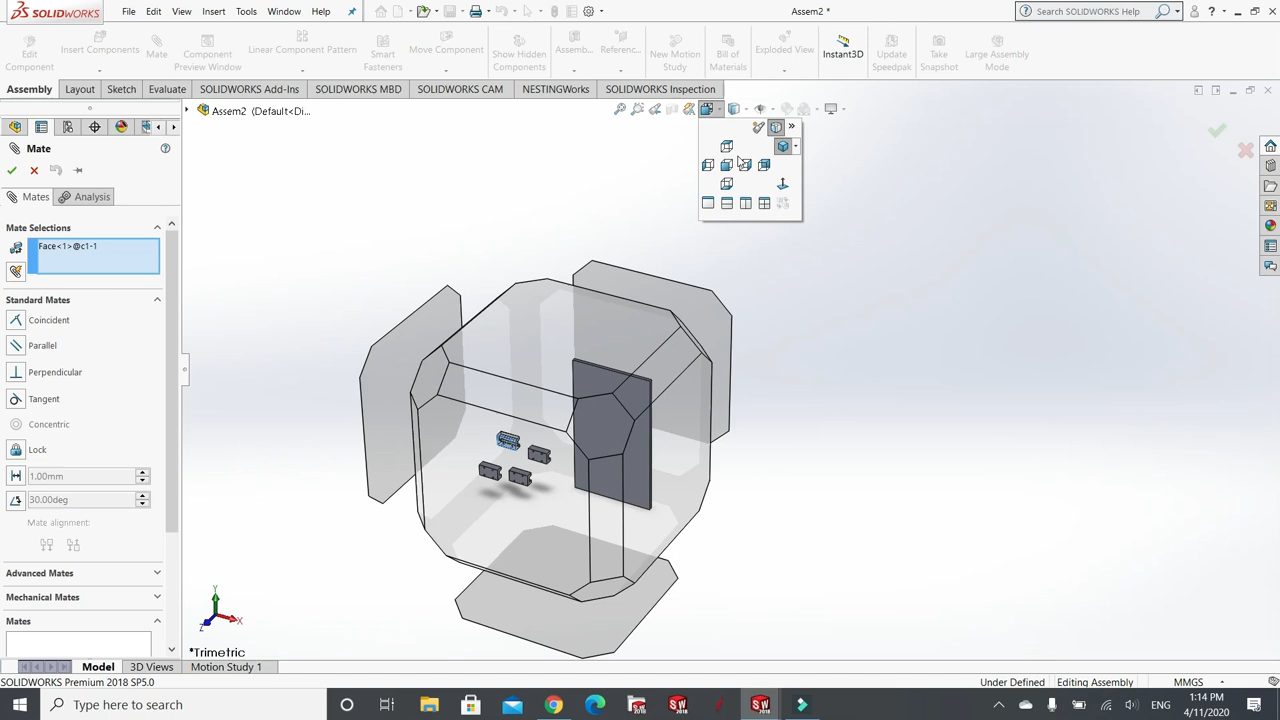 SOLIDWORKS
File Edit View Insert Tools Window Help
Assem2 *
Search SOLIDWORKS Help
Edit Component
Insert Components
Mate
Component Preview Window
Linear Component Pattern
Smart Fasteners
Move Component
Show Hidden Components
Assemb...
Referenc...
New Motion Study
Bill of Materials
Exploded View
Instant3D
Update Speedpak
Take Snapshot
Large Assembly Mode
Assembly Layout Sketch Evaluate SOLIDWORKS Add-Ins SOLIDWORKS MBD SOLIDWORKS CAM NESTINGWorks SOLIDWORKS Inspection
Assem2 (Default<Di...
Mate
Mates Analysis
Mate Selections
Face<1>@c1-1
Standard Mates
Coincident
Parallel
Perpendicular
Tangent
Concentric
Lock
1.00mm
30.00deg
Mate alignment:
Advanced Mates
Mechanical Mates
Mates
Y
X
Z
*Trimetric
Model 3D Views Motion Study 1
SOLIDWORKS Premium 2018 SP5.0
Under Defined Editing Assembly MMGS
Type here to search
ENG
1:14 PM
4/11/2020